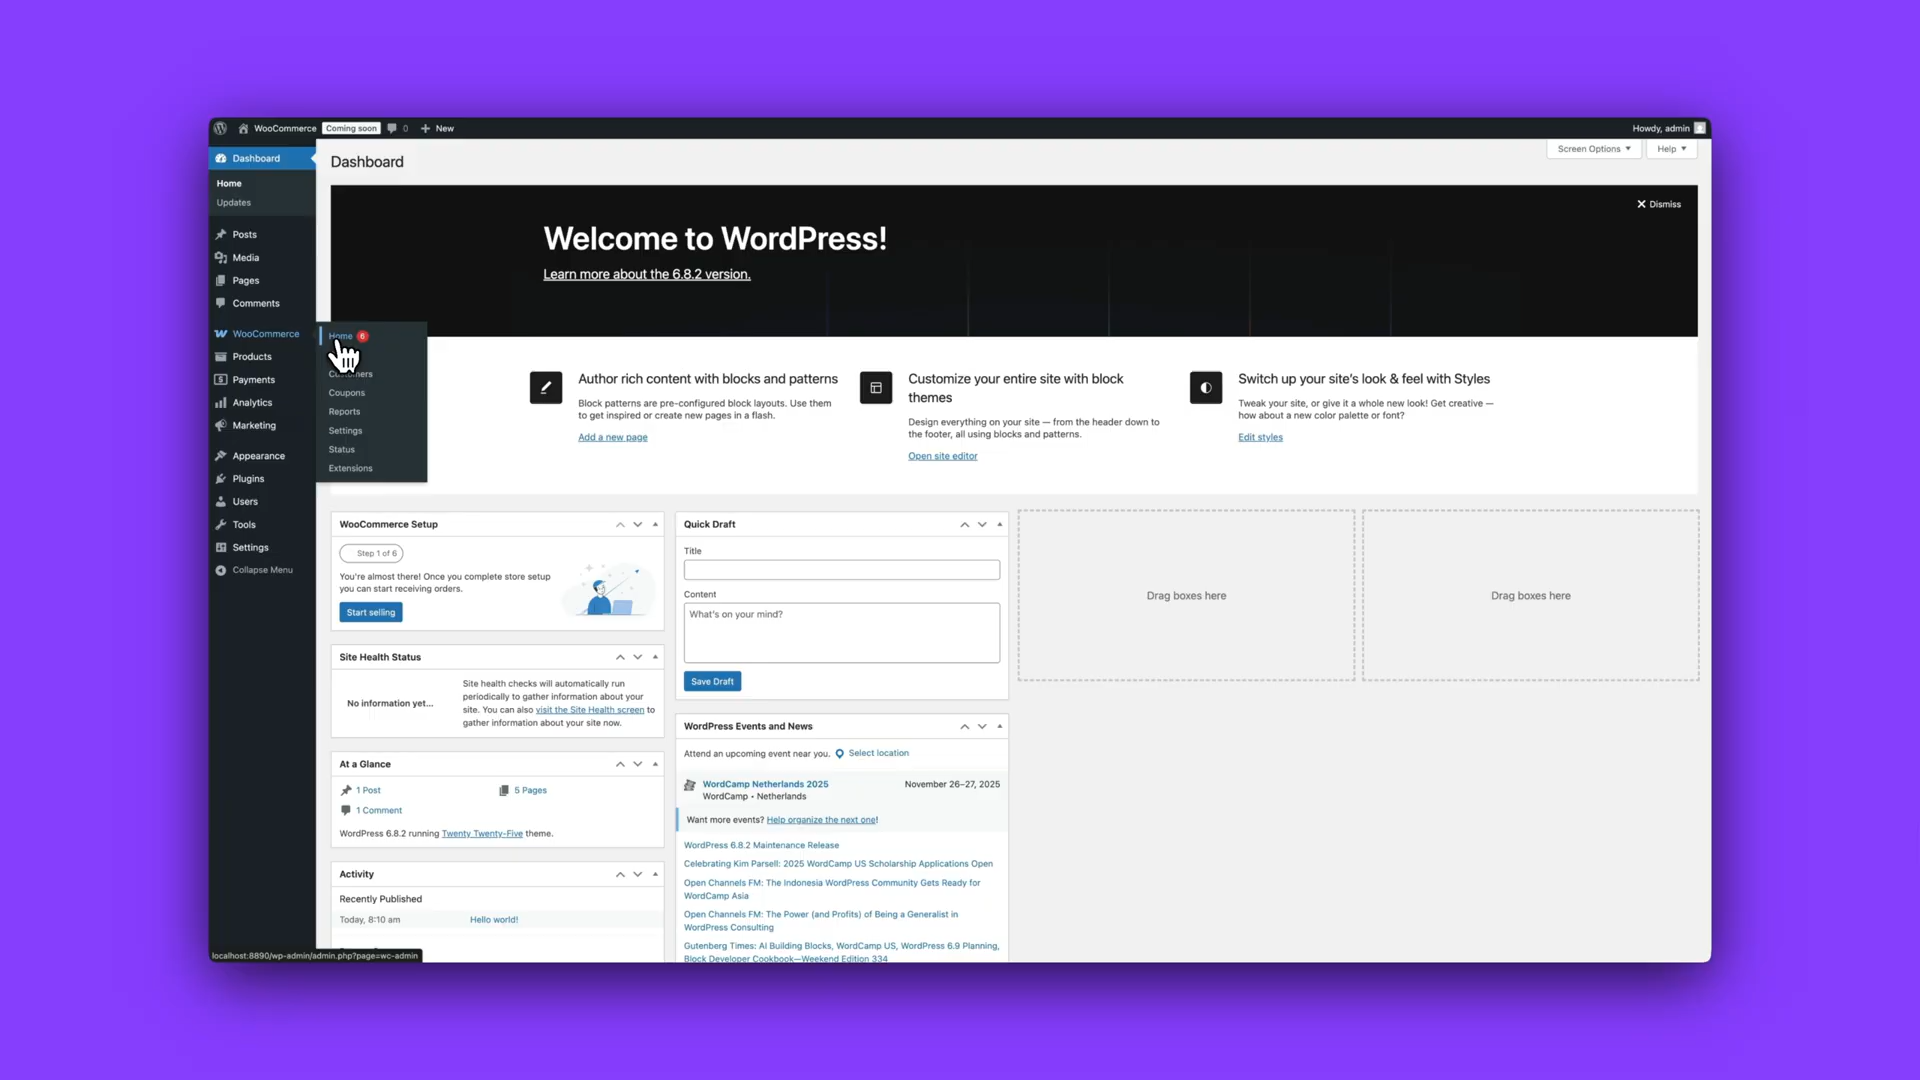 WooCommerce Coming soon 0 + New
Howdy, admin
Dashboard
Home
Updates
Posts
Media
Pages
Comments
WooCommerce
Products
Payments
Analytics
Marketing
Appearance
Plugins
Users
Tools
Settings
Collapse Menu
Home 6
Customers
Coupons
Reports
Settings
Status
Extensions
Dashboard
Screen Options
Help
Dismiss
Welcome to WordPress!
Learn more about the 6.8.2 version.
Author rich content with blocks and patterns
Block patterns are pre-configured block layouts. Use them
to get inspired or create new pages in a flash.
Add a new page
Customize your entire site with block
themes
Design everything on your site — from the header down to
the footer, all using blocks and patterns.
Open site editor
Switch up your site's look & feel with Styles
Tweak your site, or give it a whole new look! Get creative —
how about a new color palette or font?
Edit styles
WooCommerce Setup
Step 1 of 6
You're almost there! Once you complete store setup
you can start receiving orders.
Start selling
Site Health Status
No information yet...
Site health checks will automatically run
periodically to gather information about your
site. You can also visit the Site Health screen to
gather information about your site now.
At a Glance
1 Post
5 Pages
1 Comment
WordPress 6.8.2 running Twenty Twenty-Five theme.
Activity
Recently Published
Today, 8:10 am
Hello world!
Quick Draft
Title
Content
What's on your mind?
Save Draft
WordPress Events and News
Attend an upcoming event near you. Select location
WordCamp Netherlands 2025
November 26–27, 2025
WordCamp • Netherlands
Want more events? Help organize the next one!
WordPress 6.8.2 Maintenance Release
Celebrating Kim Parsell: 2025 WordCamp US Scholarship Applications Open
Open Channels FM: The Indonesia WordPress Community Gets Ready for
WordCamp Asia
Open Channels FM: The Power (and Profits) of Being a Generalist in
WordPress Consulting
Gutenberg Times: AI Building Blocks, WordCamp US, WordPress 6.9 Planning,
Block Developer Cookbook—Weekend Edition 334
Drag boxes here
Drag boxes here
localhost:8890/wp-admin/admin.php?page=wc-admin